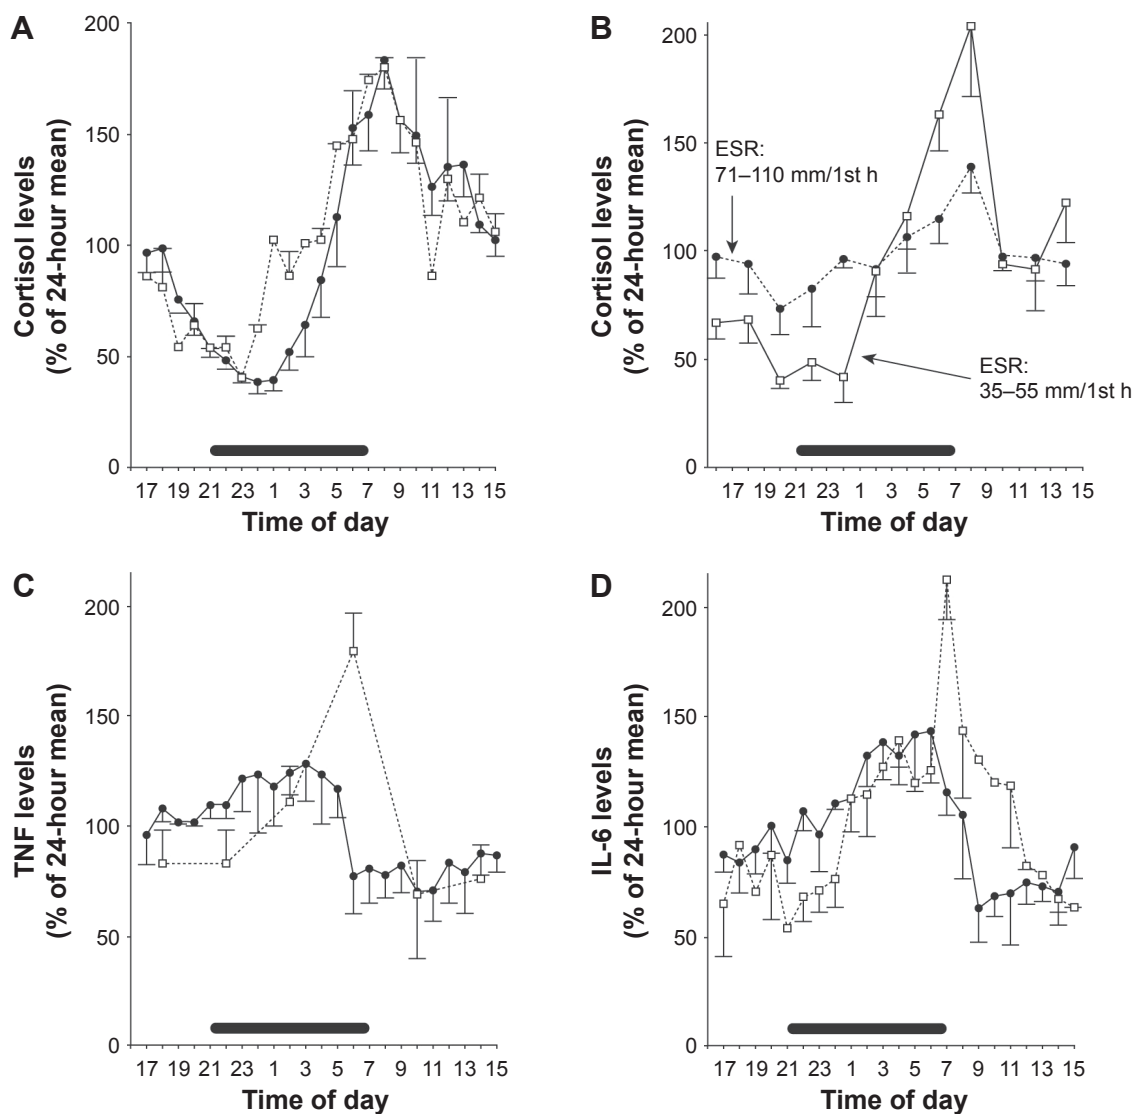 A
Cortisol levels
(% of 24-hour mean)
200
150
100
50
0
17 19 21 23 1 3 5 7 9 11 13 15
Time of day
B
Cortisol levels
(% of 24-hour mean)
200
150
100
50
0
ESR:
71–110 mm/1st h
ESR:
35–55 mm/1st h
17 19 21 23 1 3 5 7 9 11 13 15
Time of day
C
TNF levels
(% of 24-hour mean)
200
150
100
50
0
17 19 21 23 1 3 5 7 9 11 13 15
Time of day
D
IL-6 levels
(% of 24-hour mean)
200
150
100
50
0
17 19 21 23 1 3 5 7 9 11 13 15
Time of day